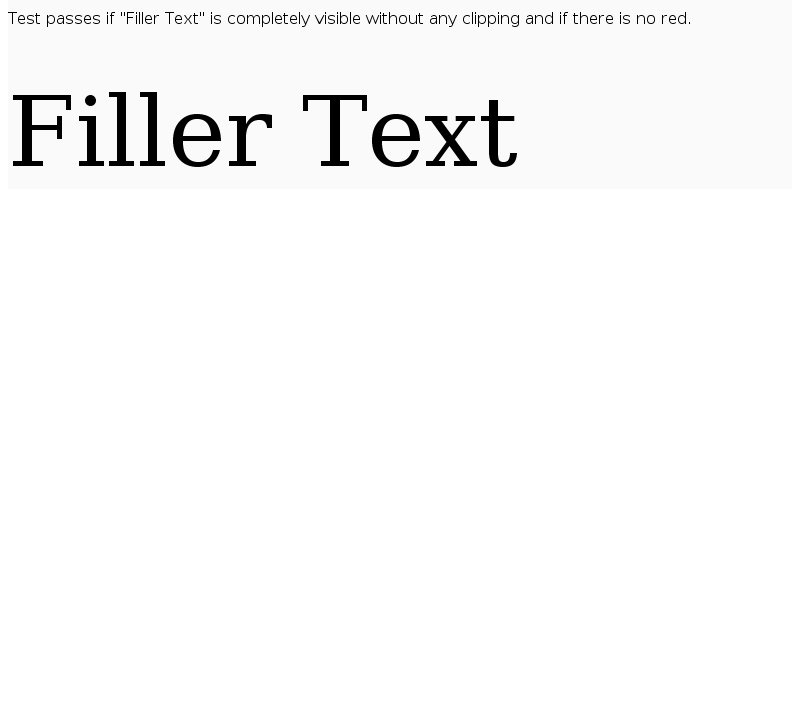 Test passes if "Filler Text" is completely visible without any clipping and if there is no red.
Filler Text